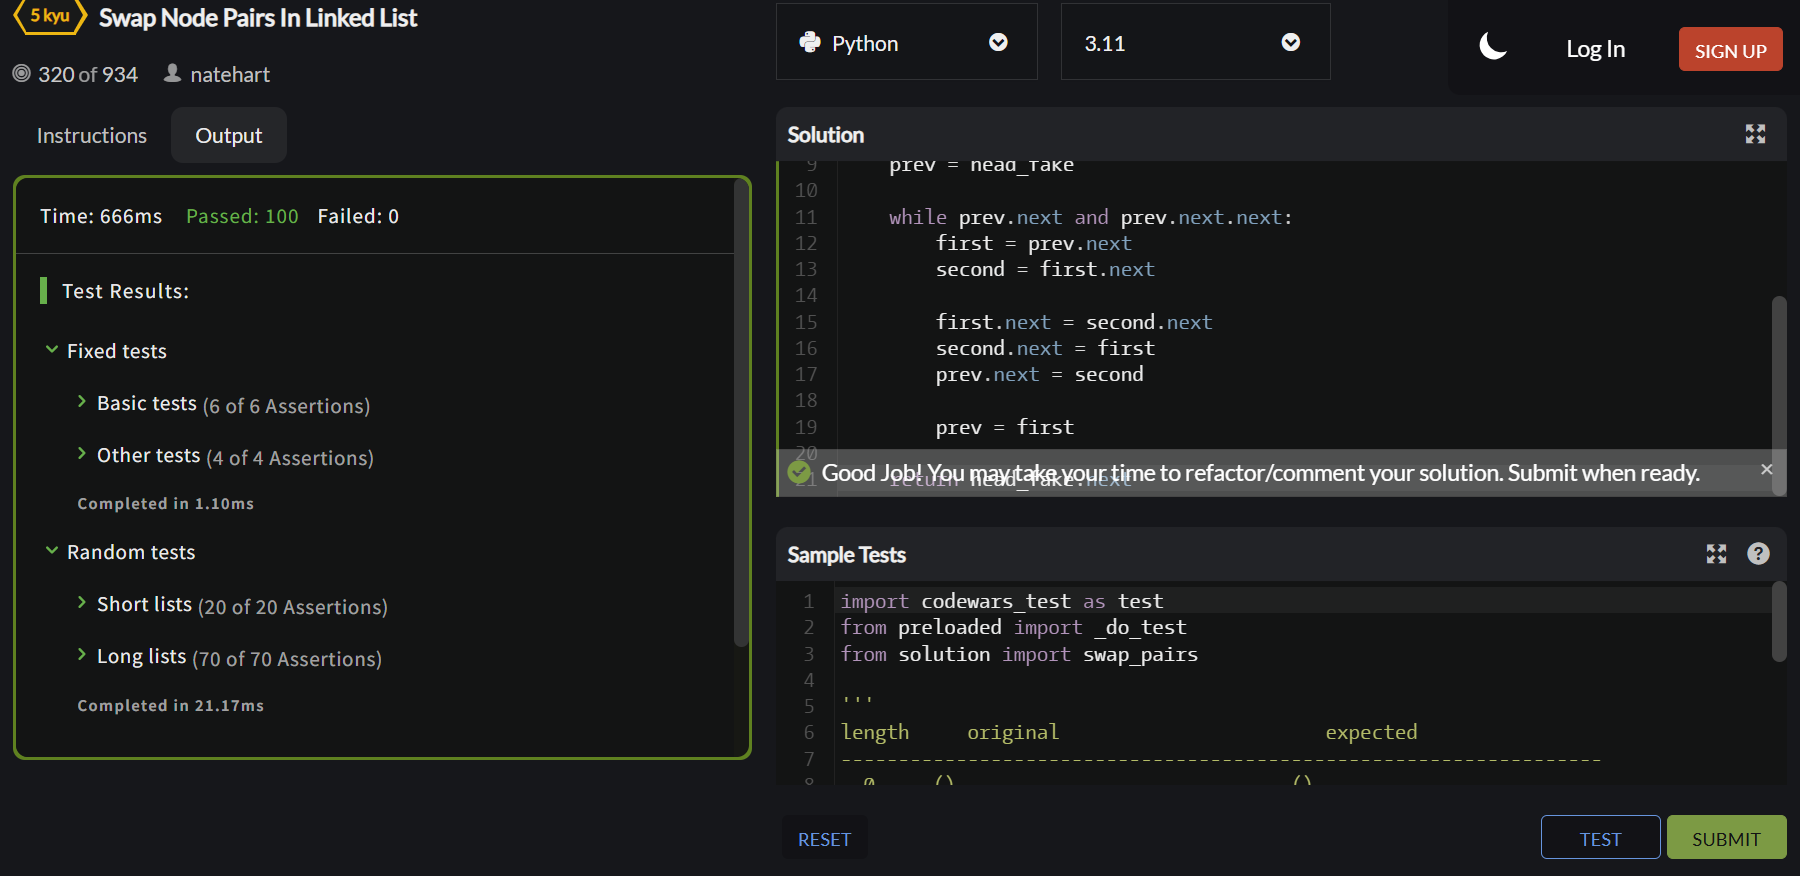 5 kyu Swap Node Pairs In Linked List
320 of 934 natehart
Instructions Output
Time: 666ms Passed: 100 Failed: 0
Test Results:
Fixed tests
Basic tests (6 of 6 Assertions)
Other tests (4 of 4 Assertions)
Completed in 1.10ms
Random tests
Short lists (20 of 20 Assertions)
Long lists (70 of 70 Assertions)
Completed in 21.17ms
Python 3.11
Log In SIGN UP
Solution
9 prev = head_fake
10
11 while prev.next and prev.next.next:
12 first = prev.next
13 second = first.next
14
15 first.next = second.next
16 second.next = first
17 prev.next = second
18
19 prev = first
20
Good Job! You may take your time to refactor/comment your solution. Submit when ready.
21 return head_fake.next
Sample Tests
1 import codewars_test as test
2 from preloaded import _do_test
3 from solution import swap_pairs
4
5 '''
6 length original expected
7 ------------------------------------------------------------------
8 0 () ()
RESET TEST SUBMIT